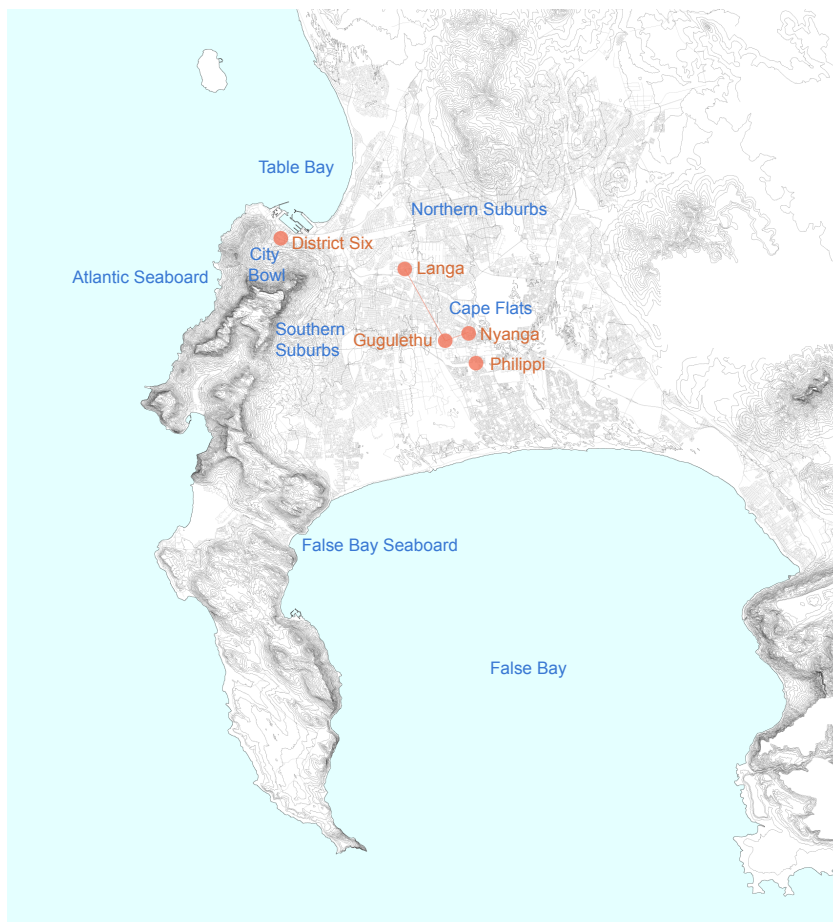 Table Bay
Northern Suburbs
District Six
City
Bowl
Langa
Atlantic Seaboard
Cape Flats
Southern
Suburbs
Gugulethu
Nyanga
Philippi
False Bay Seaboard
False Bay